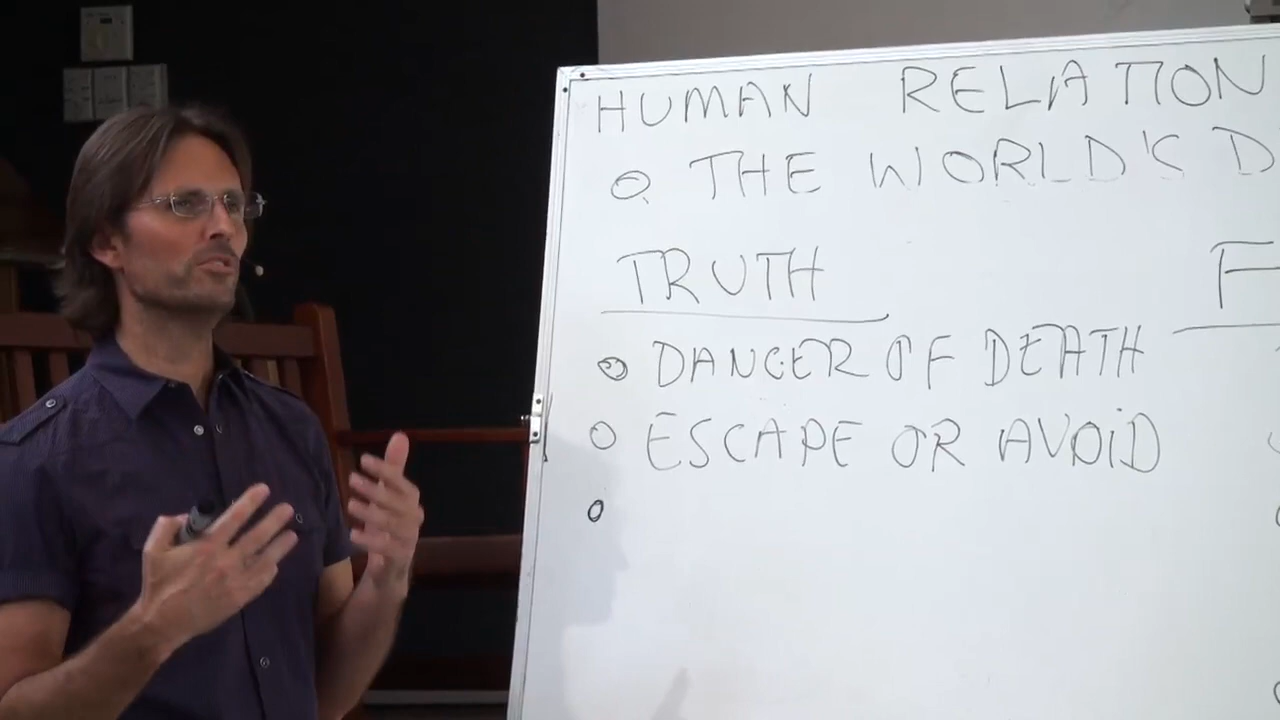 HUMAN RELATION
THE WORLD'S D
TRUTH
F
DANGER OF DEATH
ESCAPE OR AVOID